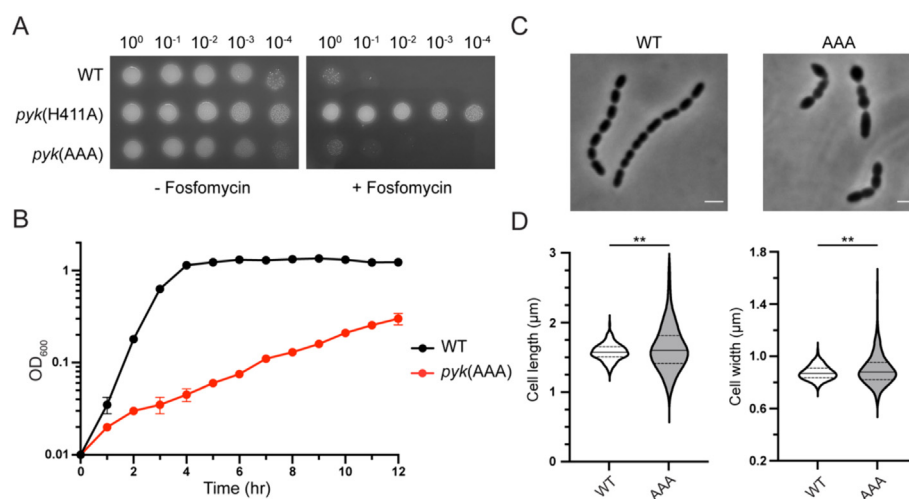 A
10⁰ 10⁻¹ 10⁻² 10⁻³ 10⁻⁴ 10⁰ 10⁻¹ 10⁻² 10⁻³ 10⁻⁴
WT
pyk(H411A)
pyk(AAA)
- Fosfomycin + Fosfomycin
B
OD₆₀₀
1
0.1
0.01
0 2 4 6 8 10 12
Time (hr)
WT
pyk(AAA)
C
WT AAA
D
**
Cell length (µm)
3
2
1
0
WT AAA
**
Cell width (µm)
1.8
1.4
1.0
0.6
0.2
WT AAA